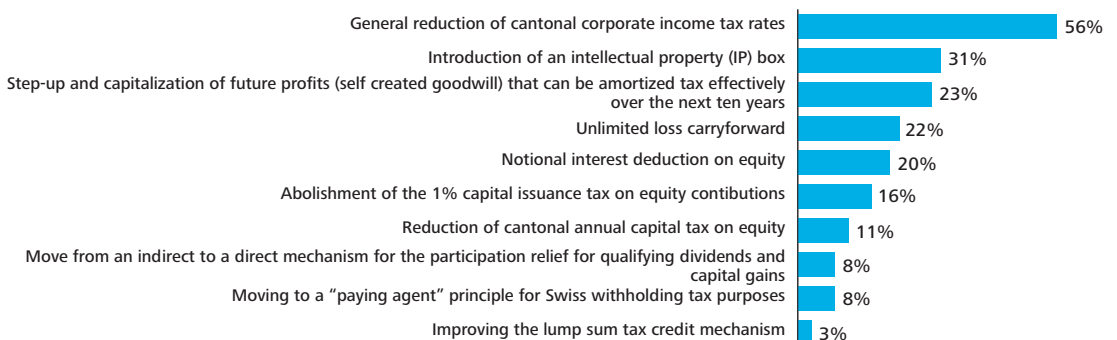 General reduction of cantonal corporate income tax rates 56%
Introduction of an intellectual property (IP) box 31%
Step-up and capitalization of future profits (self created goodwill) that can be amortized tax effectively
over the next ten years 23%
Unlimited loss carryforward 22%
Notional interest deduction on equity 20%
Abolishment of the 1% capital issuance tax on equity contibutions 16%
Reduction of cantonal annual capital tax on equity 11%
Move from an indirect to a direct mechanism for the participation relief for qualifying dividends and
capital gains 8%
Moving to a “paying agent” principle for Swiss withholding tax purposes 8%
Improving the lump sum tax credit mechanism 3%